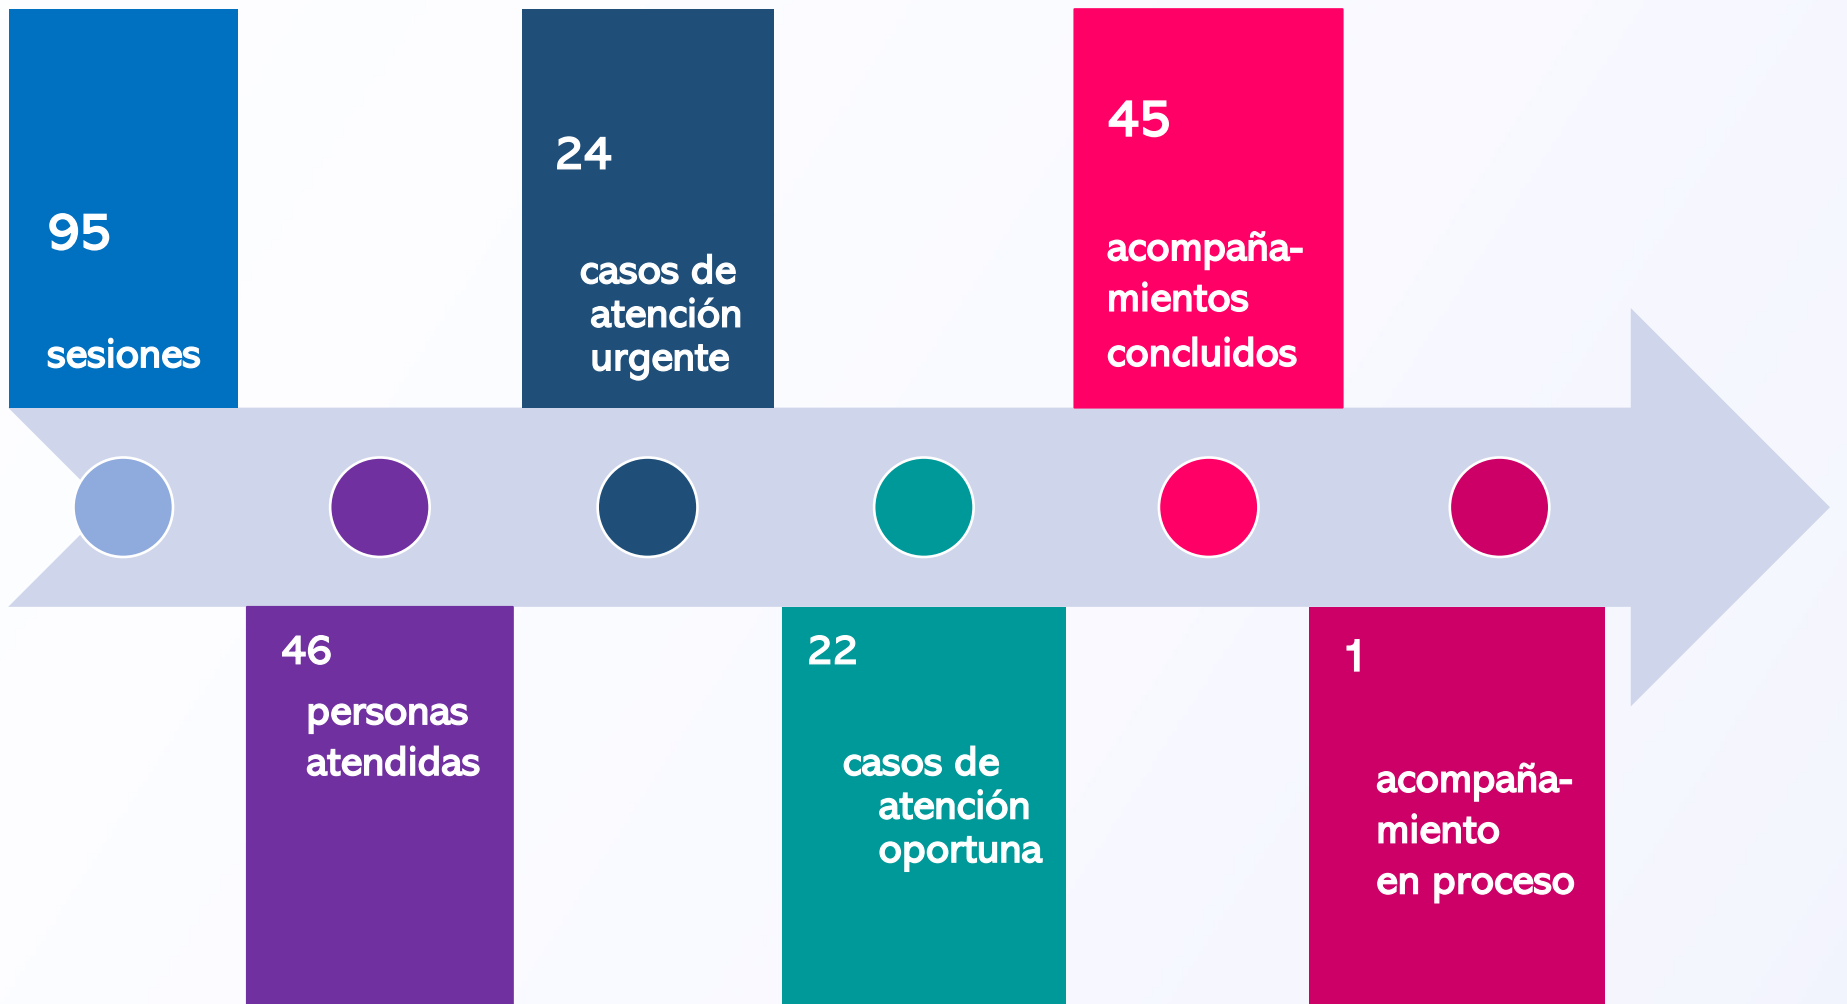 95
sesiones
46
personas
atendidas
24
casos de
atención
urgente
22
casos de
atención
oportuna
45
acompaña-
mientos
concluidos
1
acompaña-
miento
en proceso